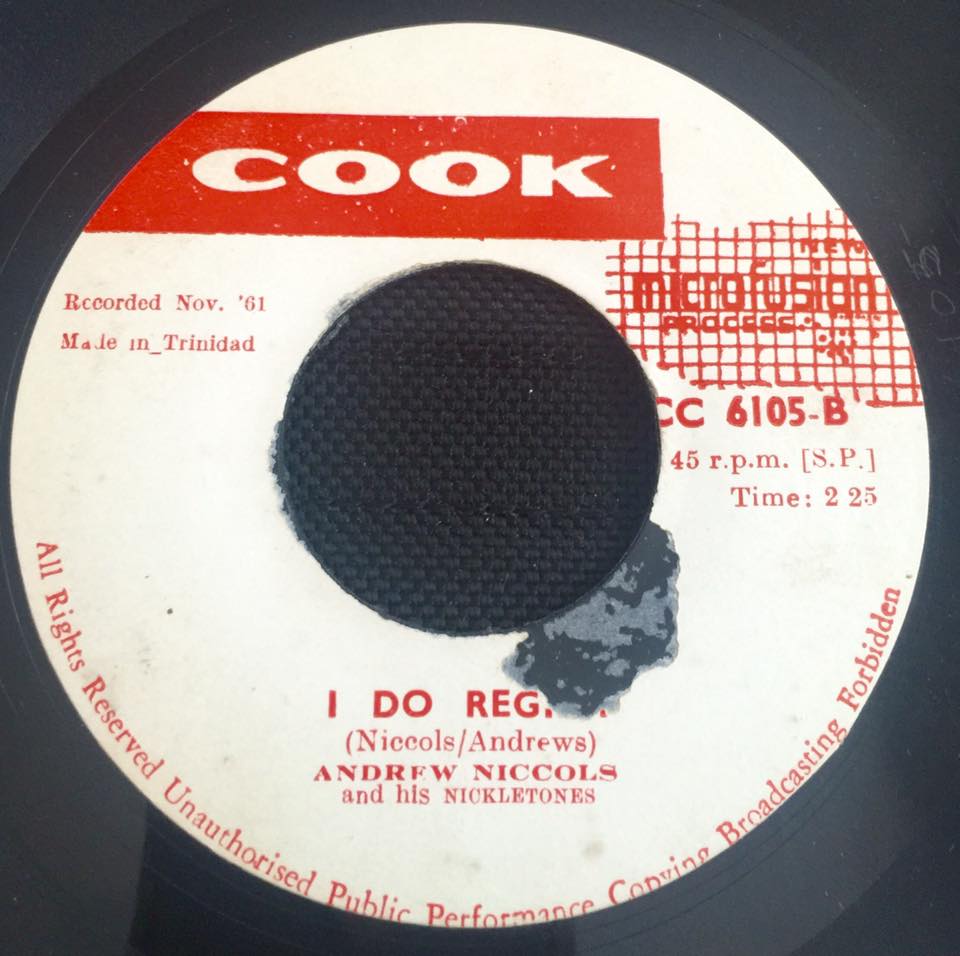 COOK
NEW
microfusion
PROCESS
Recorded Nov. '61
Made in Trinidad
CC 6105-B
45 r.p.m. [S.P.]
Time: 2 25
I DO
(Niccols/Andrews)
ANDREW NICCOLS
and his NICKLETONES
All Rights Reserved Unauthorised Public Performance Copying Broadcasting Forbidden